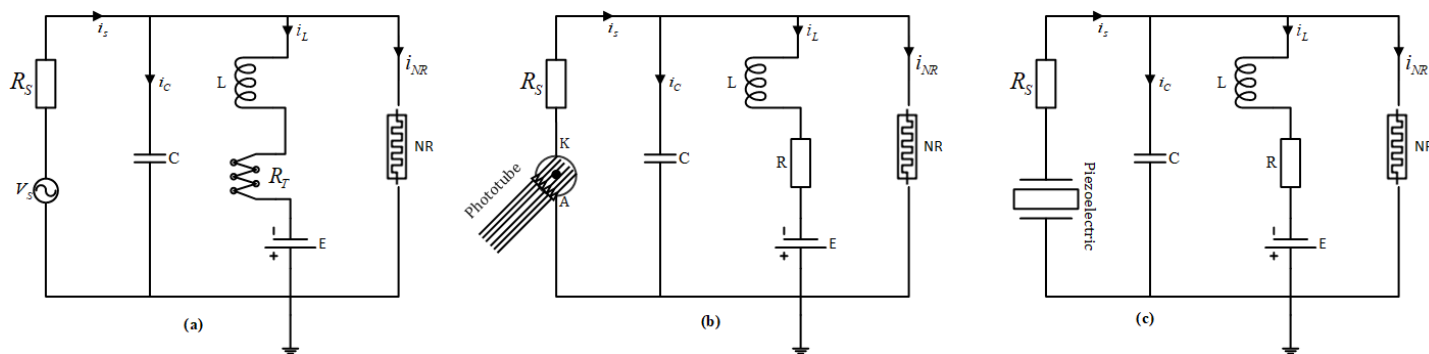 i_s
i_L
R_S
i_C
L
i_NR
C
NR
R_T
V_s
E
(a)
i_s
i_L
R_S
i_C
L
i_NR
K
C
R
NR
A
Phototube
E
(b)
i_s
i_L
R_S
i_C
L
i_NR
C
R
NR
Piezoelectric
E
(c)